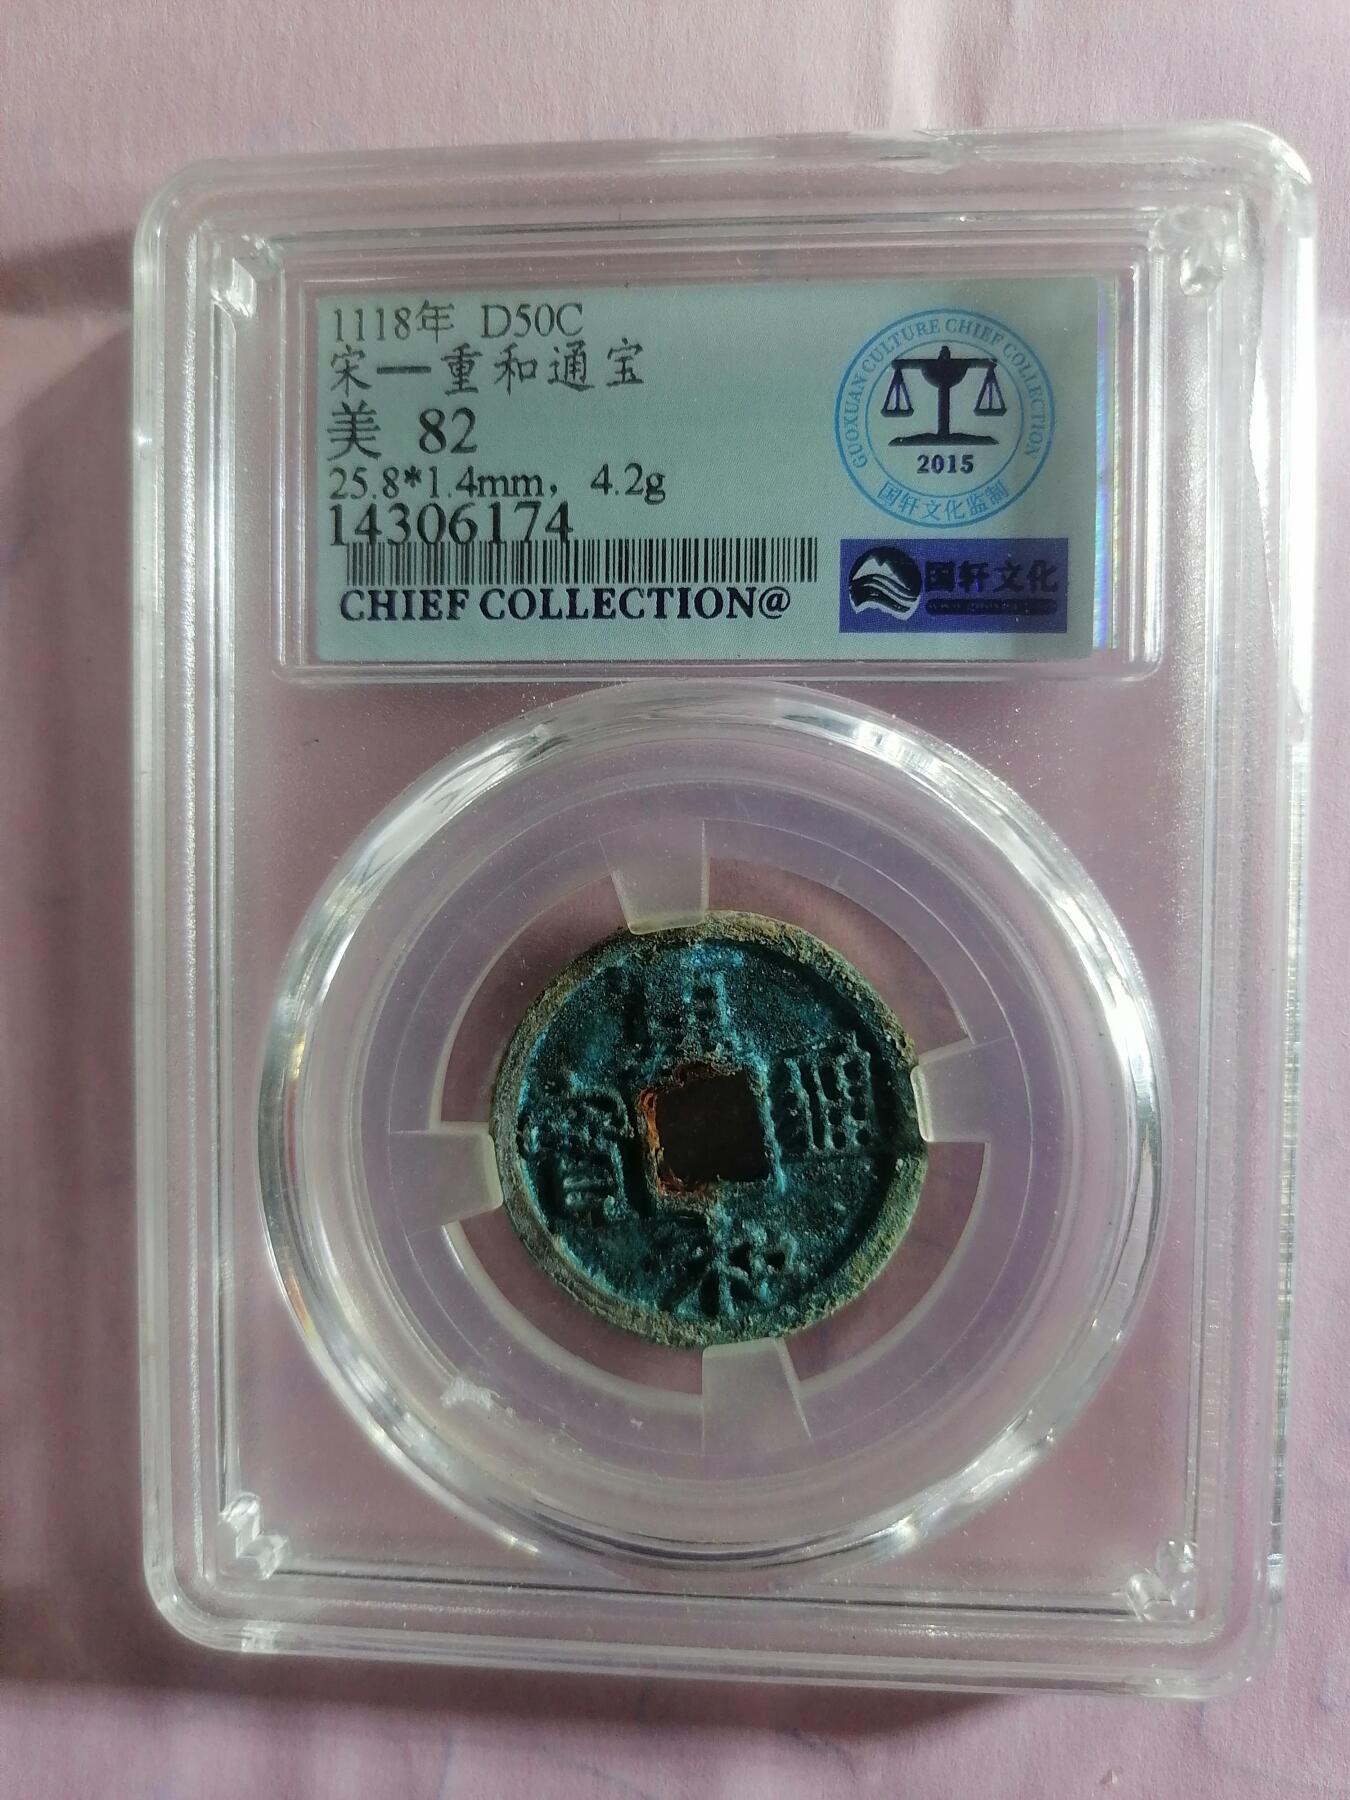 1118年 D50C
宋一重和通宝
美 82
25.8*1.4mm, 4.2g
14306174
CHIEF COLLECTION@
GUOXUAN CULTURE CHIEF COLLECTION
2015
国轩文化监制
国轩文化
和
通
寳